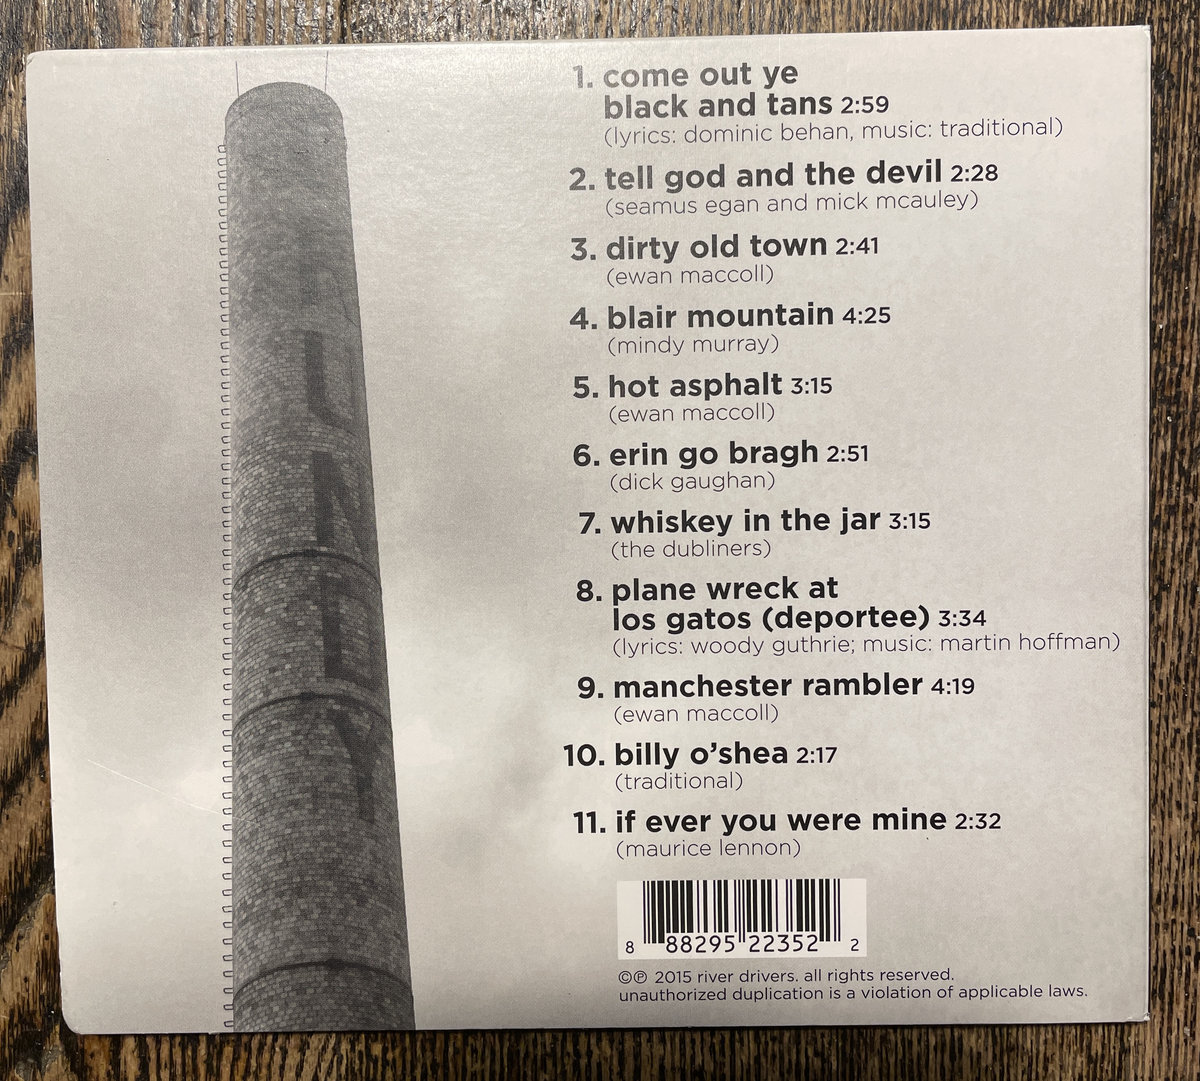 1. come out ye
black and tans 2:59
(lyrics: dominic behan, music: traditional)
2. tell god and the devil 2:28
(seamus egan and mick mcauley)
3. dirty old town 2:41
(ewan maccoll)
4. blair mountain 4:25
(mindy murray)
5. hot asphalt 3:15
(ewan maccoll)
6. erin go bragh 2:51
(dick gaughan)
7. whiskey in the jar 3:15
(the dubliners)
8. plane wreck at
los gatos (deportee) 3:34
(lyrics: woody guthrie; music: martin hoffman)
9. manchester rambler 4:19
(ewan maccoll)
10. billy o'shea 2:17
(traditional)
11. if ever you were mine 2:32
(maurice lennon)
8 88295 22352 2
©℗ 2015 river drivers. all rights reserved.
unauthorized duplication is a violation of applicable laws.